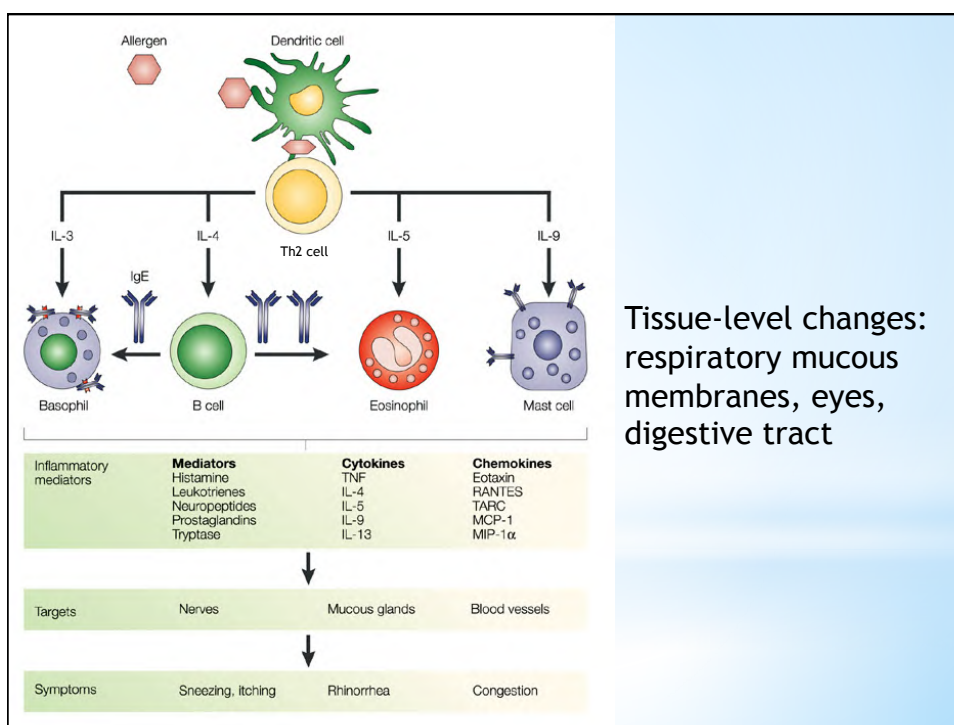 Allergen
Dendritic cell
IL-3
IL-4
Th2 cell
IL-5
IL-9
IgE
Basophil
B cell
Eosinophil
Mast cell
Inflammatory
mediators
Mediators
Histamine
Leukotrienes
Neuropeptides
Prostaglandins
Tryptase
Cytokines
TNF
IL-4
IL-5
IL-9
IL-13
Chemokines
Eotaxin
RANTES
TARC
MCP-1
MIP-1α
Targets
Nerves
Mucous glands
Blood vessels
Symptoms
Sneezing, itching
Rhinorrhea
Congestion
Tissue-level changes:
respiratory mucous
membranes, eyes,
digestive tract